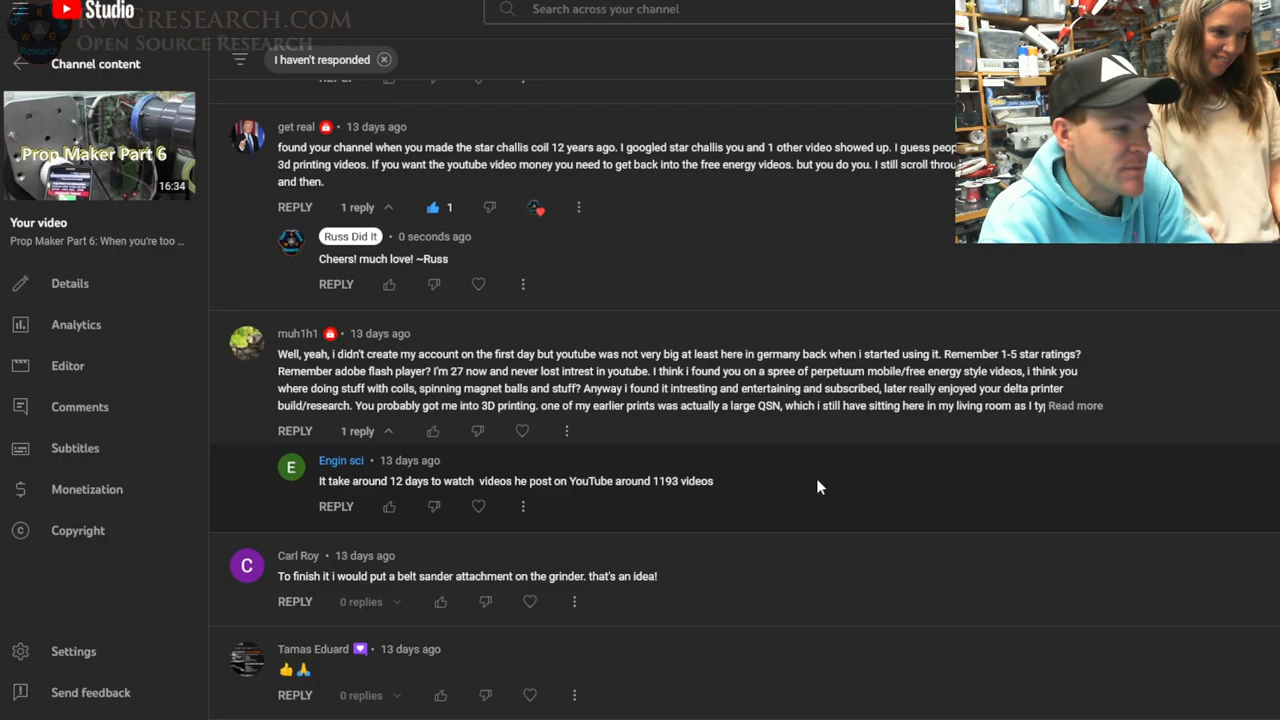 RWGRESEARCH.COM
OPEN SOURCE RESEARCH
Studio
Search across your channel
Channel content
I haven't responded
Prop Maker Part 6
16:34
Your video
Prop Maker Part 6: When you're too ...
Details
Analytics
Editor
Comments
Subtitles
Monetization
Copyright
Settings
Send feedback
get real • 13 days ago
found your channel when you made the star challis coil 12 years ago. I googled star challis you and 1 other video showed up. I guess
3d printing videos. If you want the youtube video money you need to get back into the free energy videos. but you do you. I still scroll
and then.
REPLY 1 reply 1
Russ Did It • 0 seconds ago
Cheers! much love! ~Russ
REPLY
muh1h1 • 13 days ago
Well, yeah, i didn't create my account on the first day but youtube was not very big at least here in germany back when i started using it. Remember 1-5 star ratings?
Remember adobe flash player? I'm 27 now and never lost intrest in youtube. I think i found you on a spree of perpetuum mobile/free energy style videos, i think you
where doing stuff with coils, spinning magnet balls and stuff? Anyway i found it intresting and entertaining and subscribed, later really enjoyed your delta printer
build/research. You probably got me into 3D printing. one of my earlier prints was actually a large QSN, which i still have sitting here in my living room as I Read more
REPLY 1 reply
E Engin sci • 13 days ago
It take around 12 days to watch videos he post on YouTube around 1193 videos
REPLY
C Carl Roy • 13 days ago
To finish it i would put a belt sander attachment on the grinder. that's an idea!
REPLY 0 replies
Tamas Eduard • 13 days ago
👍🙏
REPLY 0 replies